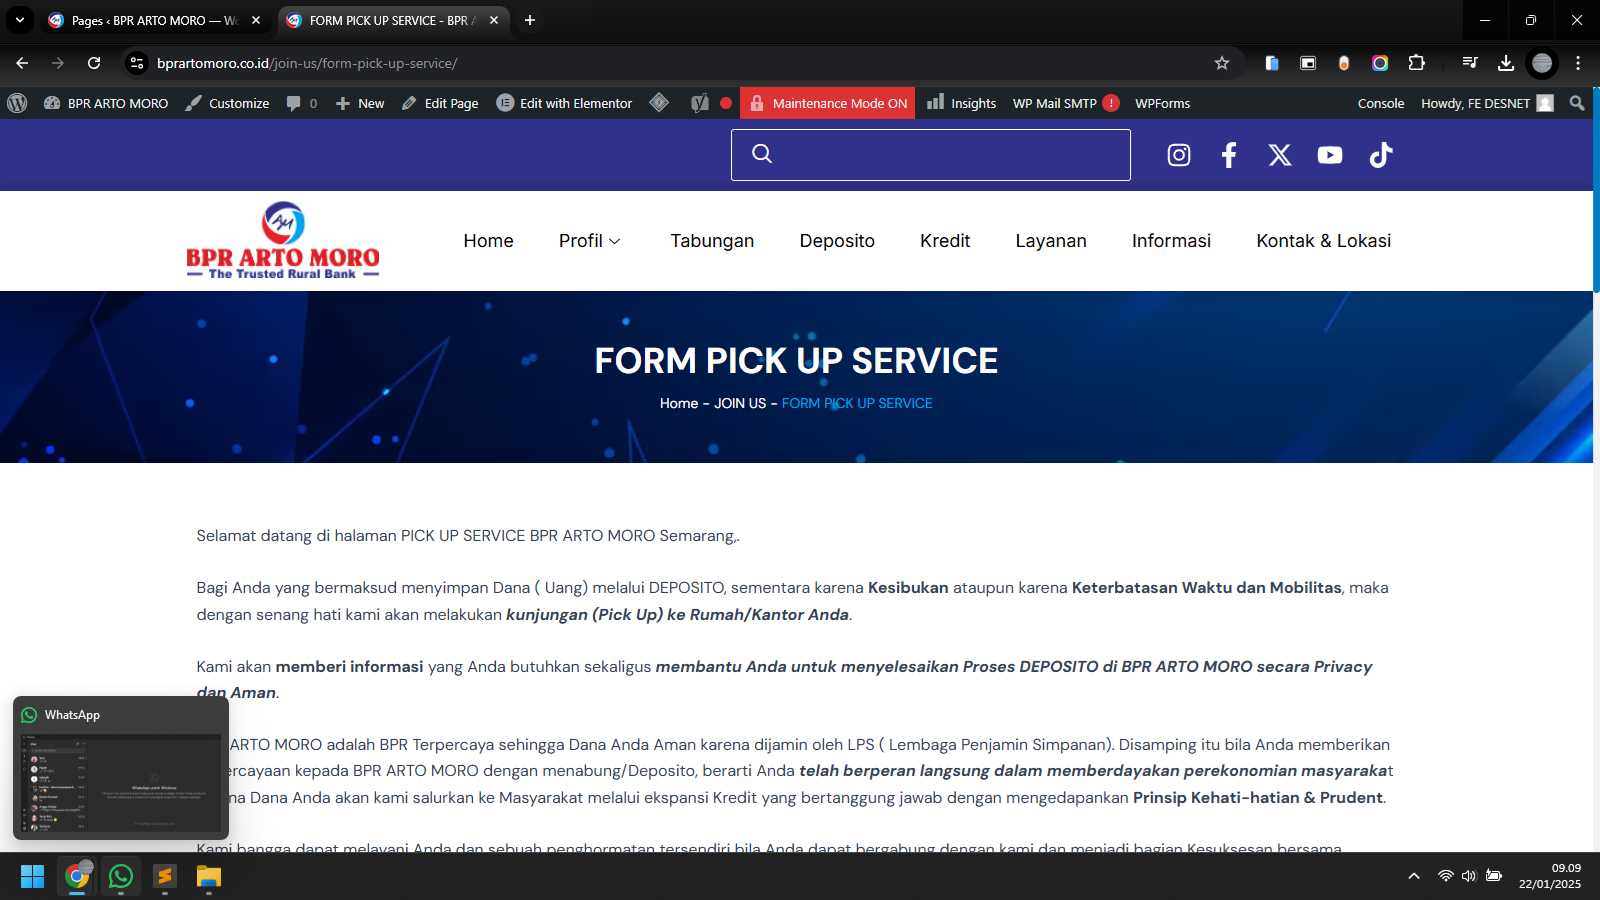 Pages ‹ BPR ARTO MORO — W
FORM PICK UP SERVICE - BPR A
bprartomoro.co.id/join-us/form-pick-up-service/
BPR ARTO MORO Customize 0 New Edit Page Edit with Elementor Maintenance Mode ON Insights WP Mail SMTP ! WPForms Console Howdy, FE DESNET
AM
BPR ARTO MORO
The Trusted Rural Bank
Home Profil Tabungan Deposito Kredit Layanan Informasi Kontak & Lokasi
FORM PICK UP SERVICE
Home - JOIN US - FORM PICK UP SERVICE
Selamat datang di halaman PICK UP SERVICE BPR ARTO MORO Semarang,.
Bagi Anda yang bermaksud menyimpan Dana ( Uang) melalui DEPOSITO, sementara karena Kesibukan ataupun karena Keterbatasan Waktu dan Mobilitas, maka
dengan senang hati kami akan melakukan kunjungan (Pick Up) ke Rumah/Kantor Anda.
Kami akan memberi informasi yang Anda butuhkan sekaligus membantu Anda untuk menyelesaikan Proses DEPOSITO di BPR ARTO MORO secara Privacy
dan Aman.
ARTO MORO adalah BPR Terpercaya sehingga Dana Anda Aman karena dijamin oleh LPS ( Lembaga Penjamin Simpanan). Disamping itu bila Anda memberikan
ercayaan kepada BPR ARTO MORO dengan menabung/Deposito, berarti Anda telah berperan langsung dalam memberdayakan perekonomian masyarakat
na Dana Anda akan kami salurkan ke Masyarakat melalui ekspansi Kredit yang bertanggung jawab dengan mengedapankan Prinsip Kehati-hatian & Prudent.
Kami bangga dapat melayani Anda dan sebuah penghormatan tersendiri bila Anda dapat bergabung dengan kami dan menjadi bagian Kesuksesan bersama
WhatsApp
WhatsApp untuk Windows
09.09
22/01/2025